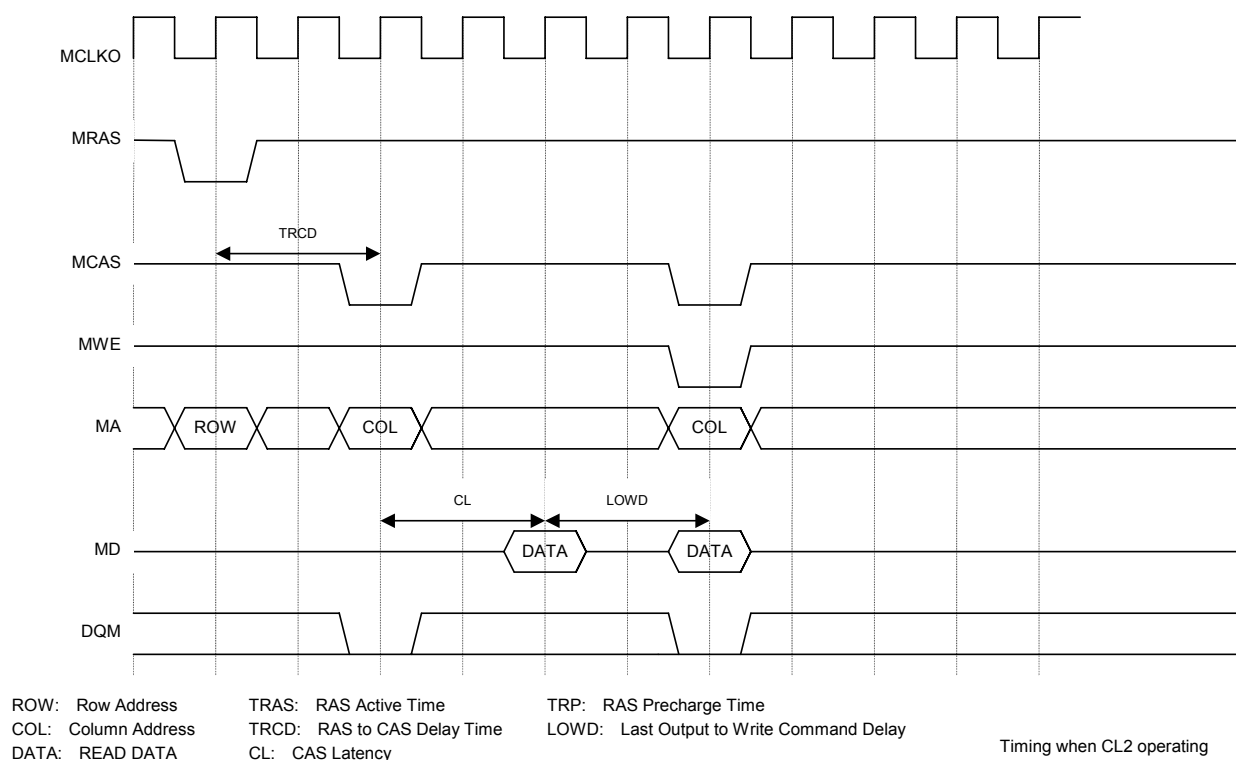 MCLKO
MRAS
TRCD
MCAS
MWE
MA ROW COL COL
CL LOWD
MD DATA DATA
DQM
ROW: Row Address TRAS: RAS Active Time TRP: RAS Precharge Time
COL: Column Address TRCD: RAS to CAS Delay Time LOWD: Last Output to Write Command Delay
DATA: READ DATA CL: CAS Latency Timing when CL2 operating